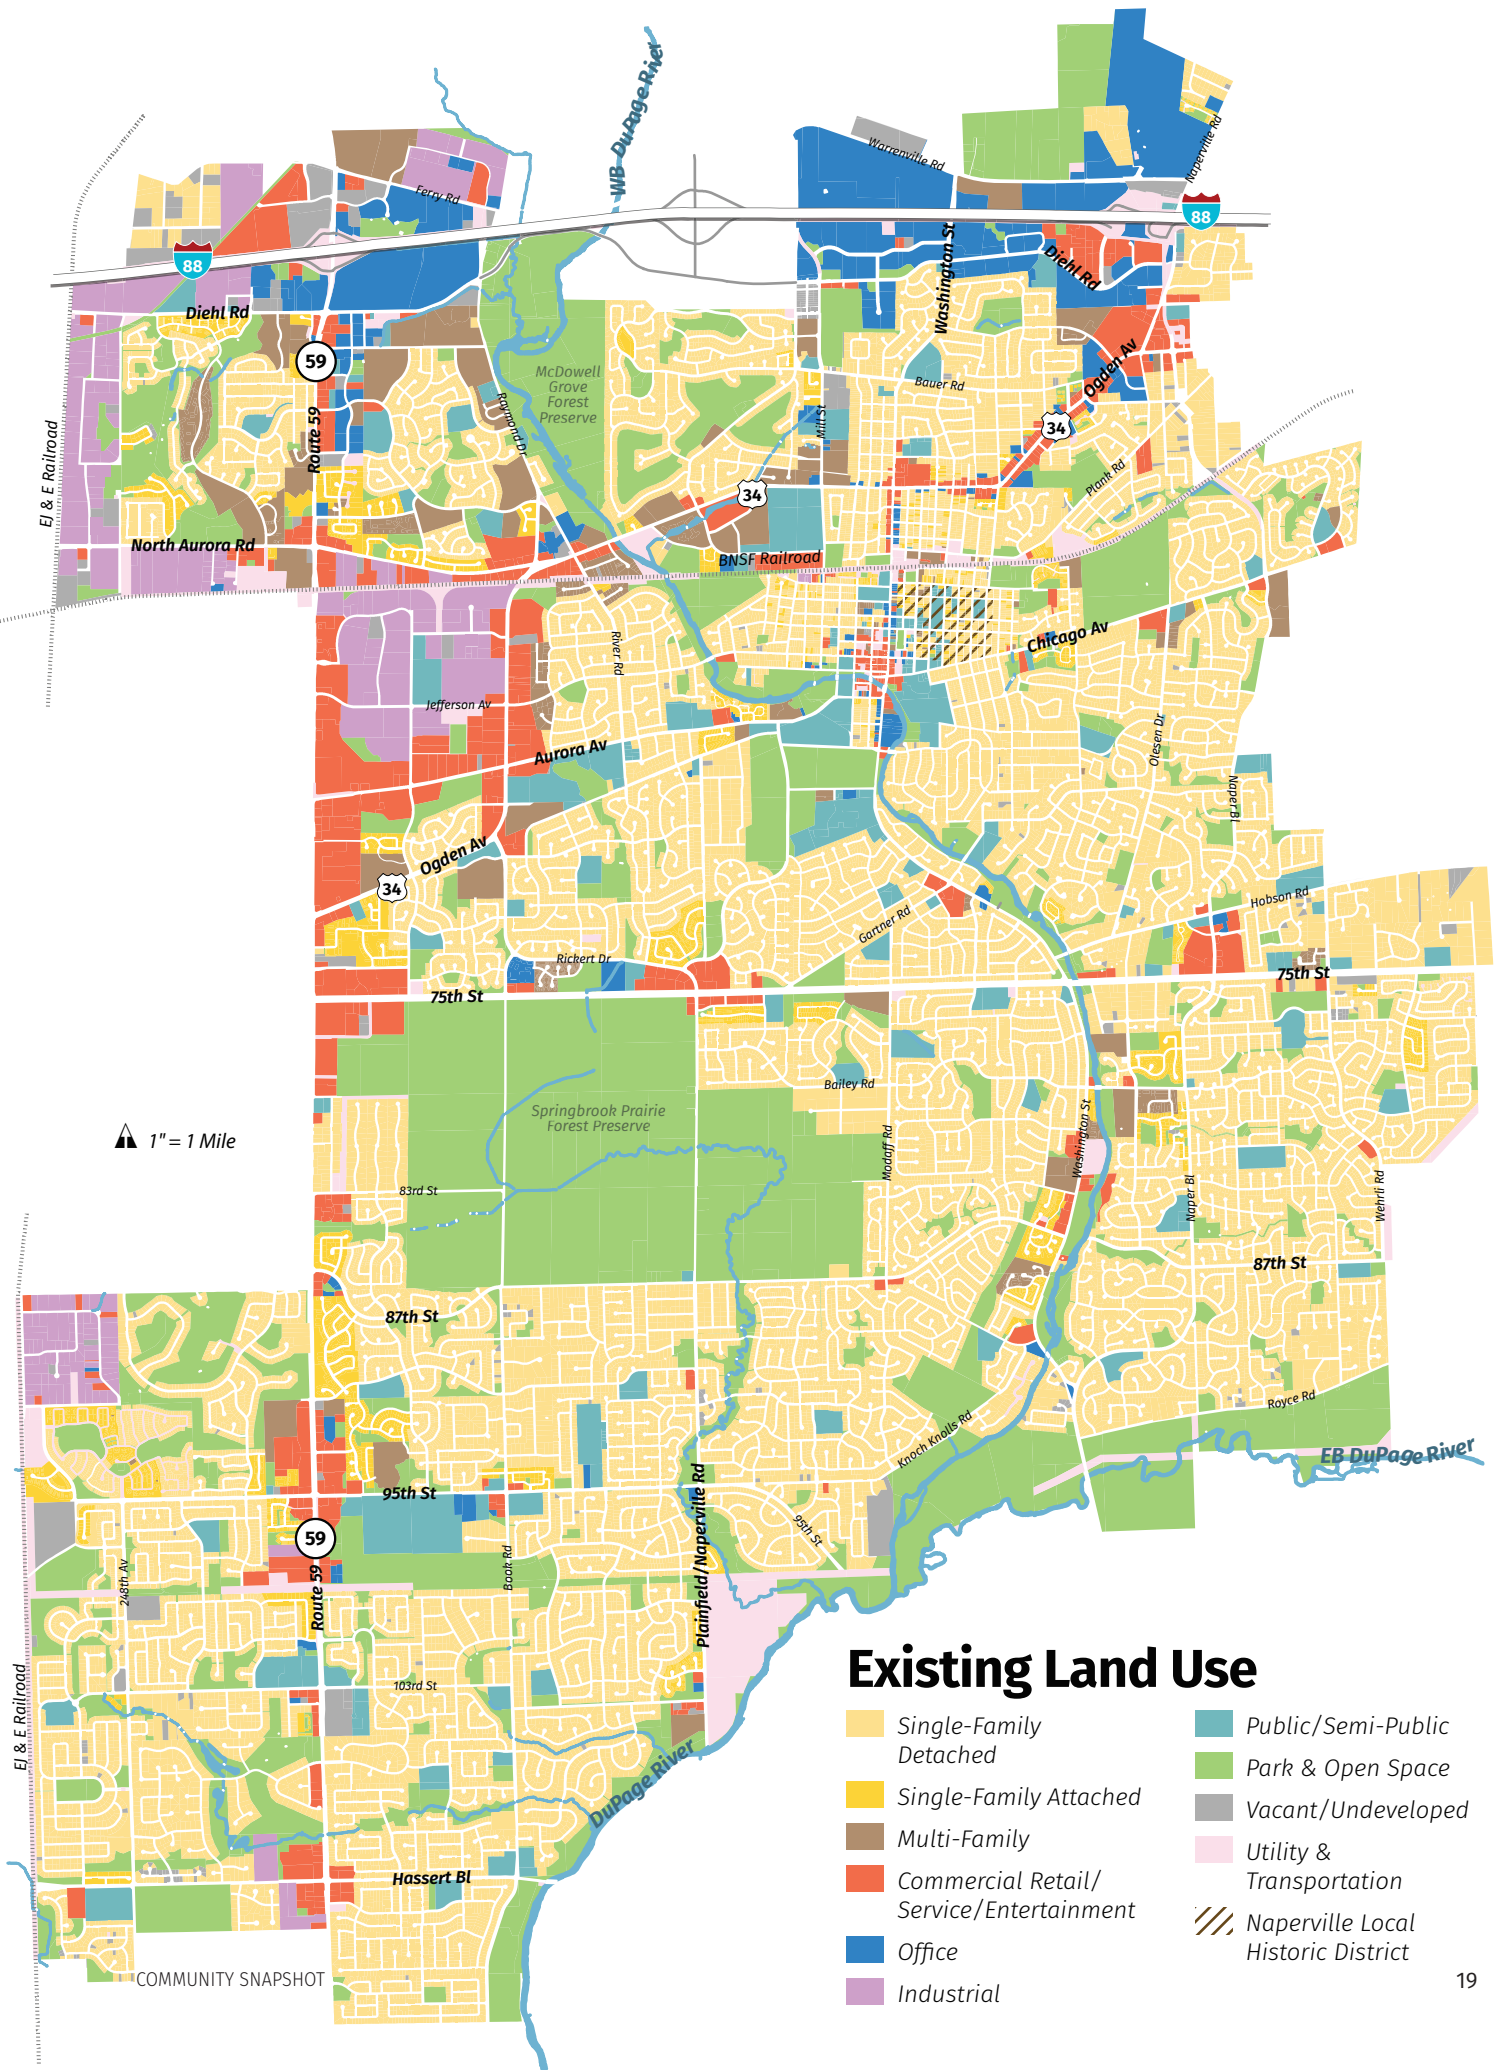 WB DuPage River
Warrenville Rd
Naperville Rd
Ferry Rd
88
88
Washington St
Diehl Rd
Diehl Rd
59
McDowell
Grove
Forest
Preserve
Ogden Av
Bauer Rd
Raymond Dr
Route 59
Mill St
34
EJ & E Railroad
Plank Rd
34
North Aurora Rd
BNSF Railroad
Chicago Av
River Rd
Jefferson Av
Olesen Dr
Aurora Av
Naper Bl
Ogden Av
34
Hobson Rd
Gartner Rd
Rickert Dr
75th St
75th St
Bailey Rd
Springbrook Prairie
Forest Preserve
1" = 1 Mile
Modaff Rd
Washington St
83rd St
Naper Bl
Wehrli Rd
87th St
87th St
Royce Rd
Knoch Knolls Rd
EB DuPage River
95th St
Plainfield/Naperville Rd
95th St
59
Book Rd
248th Av
Route 59
EJ & E Railroad
103rd St
DuPage River
Hassert Bl
Existing Land Use
Single-Family
Detached
Single-Family Attached
Multi-Family
Commercial Retail/
Service/Entertainment
Office
Industrial
Public/Semi-Public
Park & Open Space
Vacant/Undeveloped
Utility &
Transportation
Naperville Local
Historic District
COMMUNITY SNAPSHOT
19